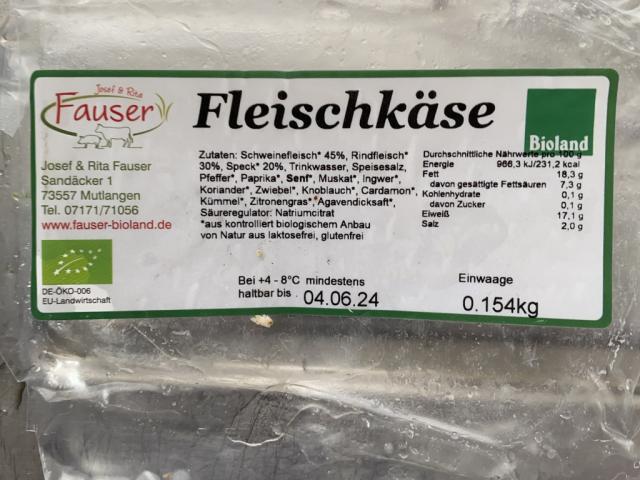 Josef & Rita
Fauser
Fleischkäse
Bioland
Josef & Rita Fauser
Sandäcker 1
73557 Mutlangen
Tel. 07171/71056
www.fauser-bioland.de
DE-ÖKO-006
EU-Landwirtschaft
Zutaten: Schweinefleisch* 45%, Rindfleisch*
30%, Speck* 20%, Trinkwasser, Speisesalz,
Pfeffer*, Paprika*, Senf*, Muskat*, Ingwer*,
Koriander*, Zwiebel*, Knoblauch*, Cardamon*,
Kümmel*, Zitronengras*, Agavendicksaft*,
Säureregulator: Natriumcitrat
*aus kontrolliert biologischem Anbau
von Natur aus laktosefrei, glutenfrei
Durchschnittliche Nährwerte pro 100 g
Energie 966,3 kJ/231,2 kcal
Fett 18,3 g
davon gesättigte Fettsäuren 7,3 g
Kohlenhydrate 0,1 g
davon Zucker 0,1 g
Eiweiß 17,1 g
Salz 2,0 g
Bei +4 - 8°C mindestens
haltbar bis 04.06.24
Einwaage
0.154kg